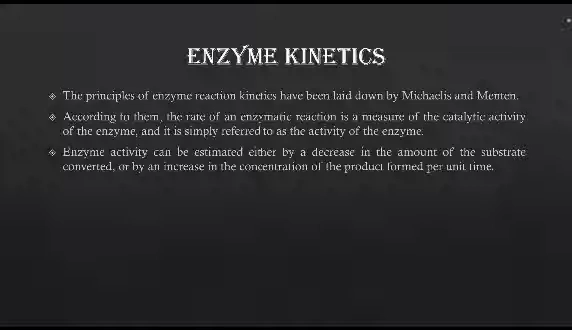 ENZYME KINETICS
The principles of enzyme reaction kinetics have been laid down by Michaelis and Menten.
According to them, the rate of an enzymatic reaction is a measure of the catalytic activity
of the enzyme, and it is simply referred to as the activity of the enzyme.
Enzyme activity can be estimated either by a decrease in the amount of the substrate
converted, or by an increase in the concentration of the product formed per unit time.